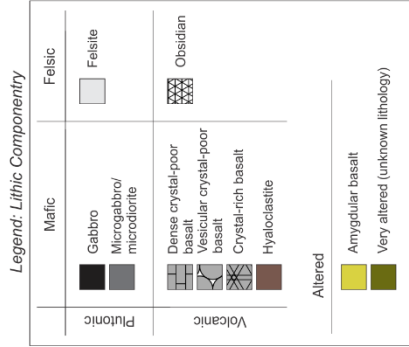 Legend: Lithic Componentry
Mafic
Felsic
Plutonic
Gabbro
Microgabbro/
microdiorite
Felsite
Volcanic
Dense crystal-poor
basalt
Vesicular crystal-poor
basalt
Crystal-rich basalt
Hyaloclastite
Obsidian
Altered
Amygdular basalt
Very altered (unknown lithology)